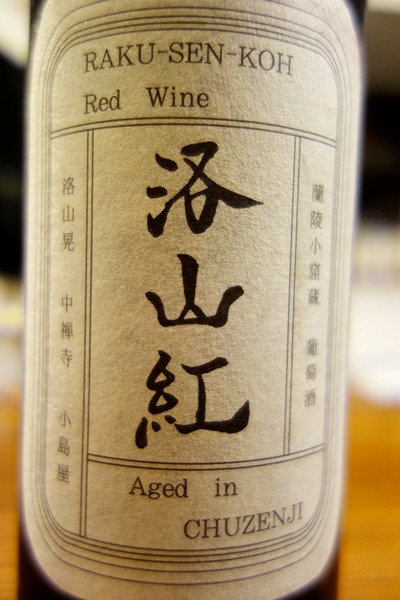 RAKU-SEN-KOH
Red Wine
蘭陵小窟蔵 葡萄酒
洛山紅
洛山晃 中禅寺 小島屋
Aged in
CHUZENJI